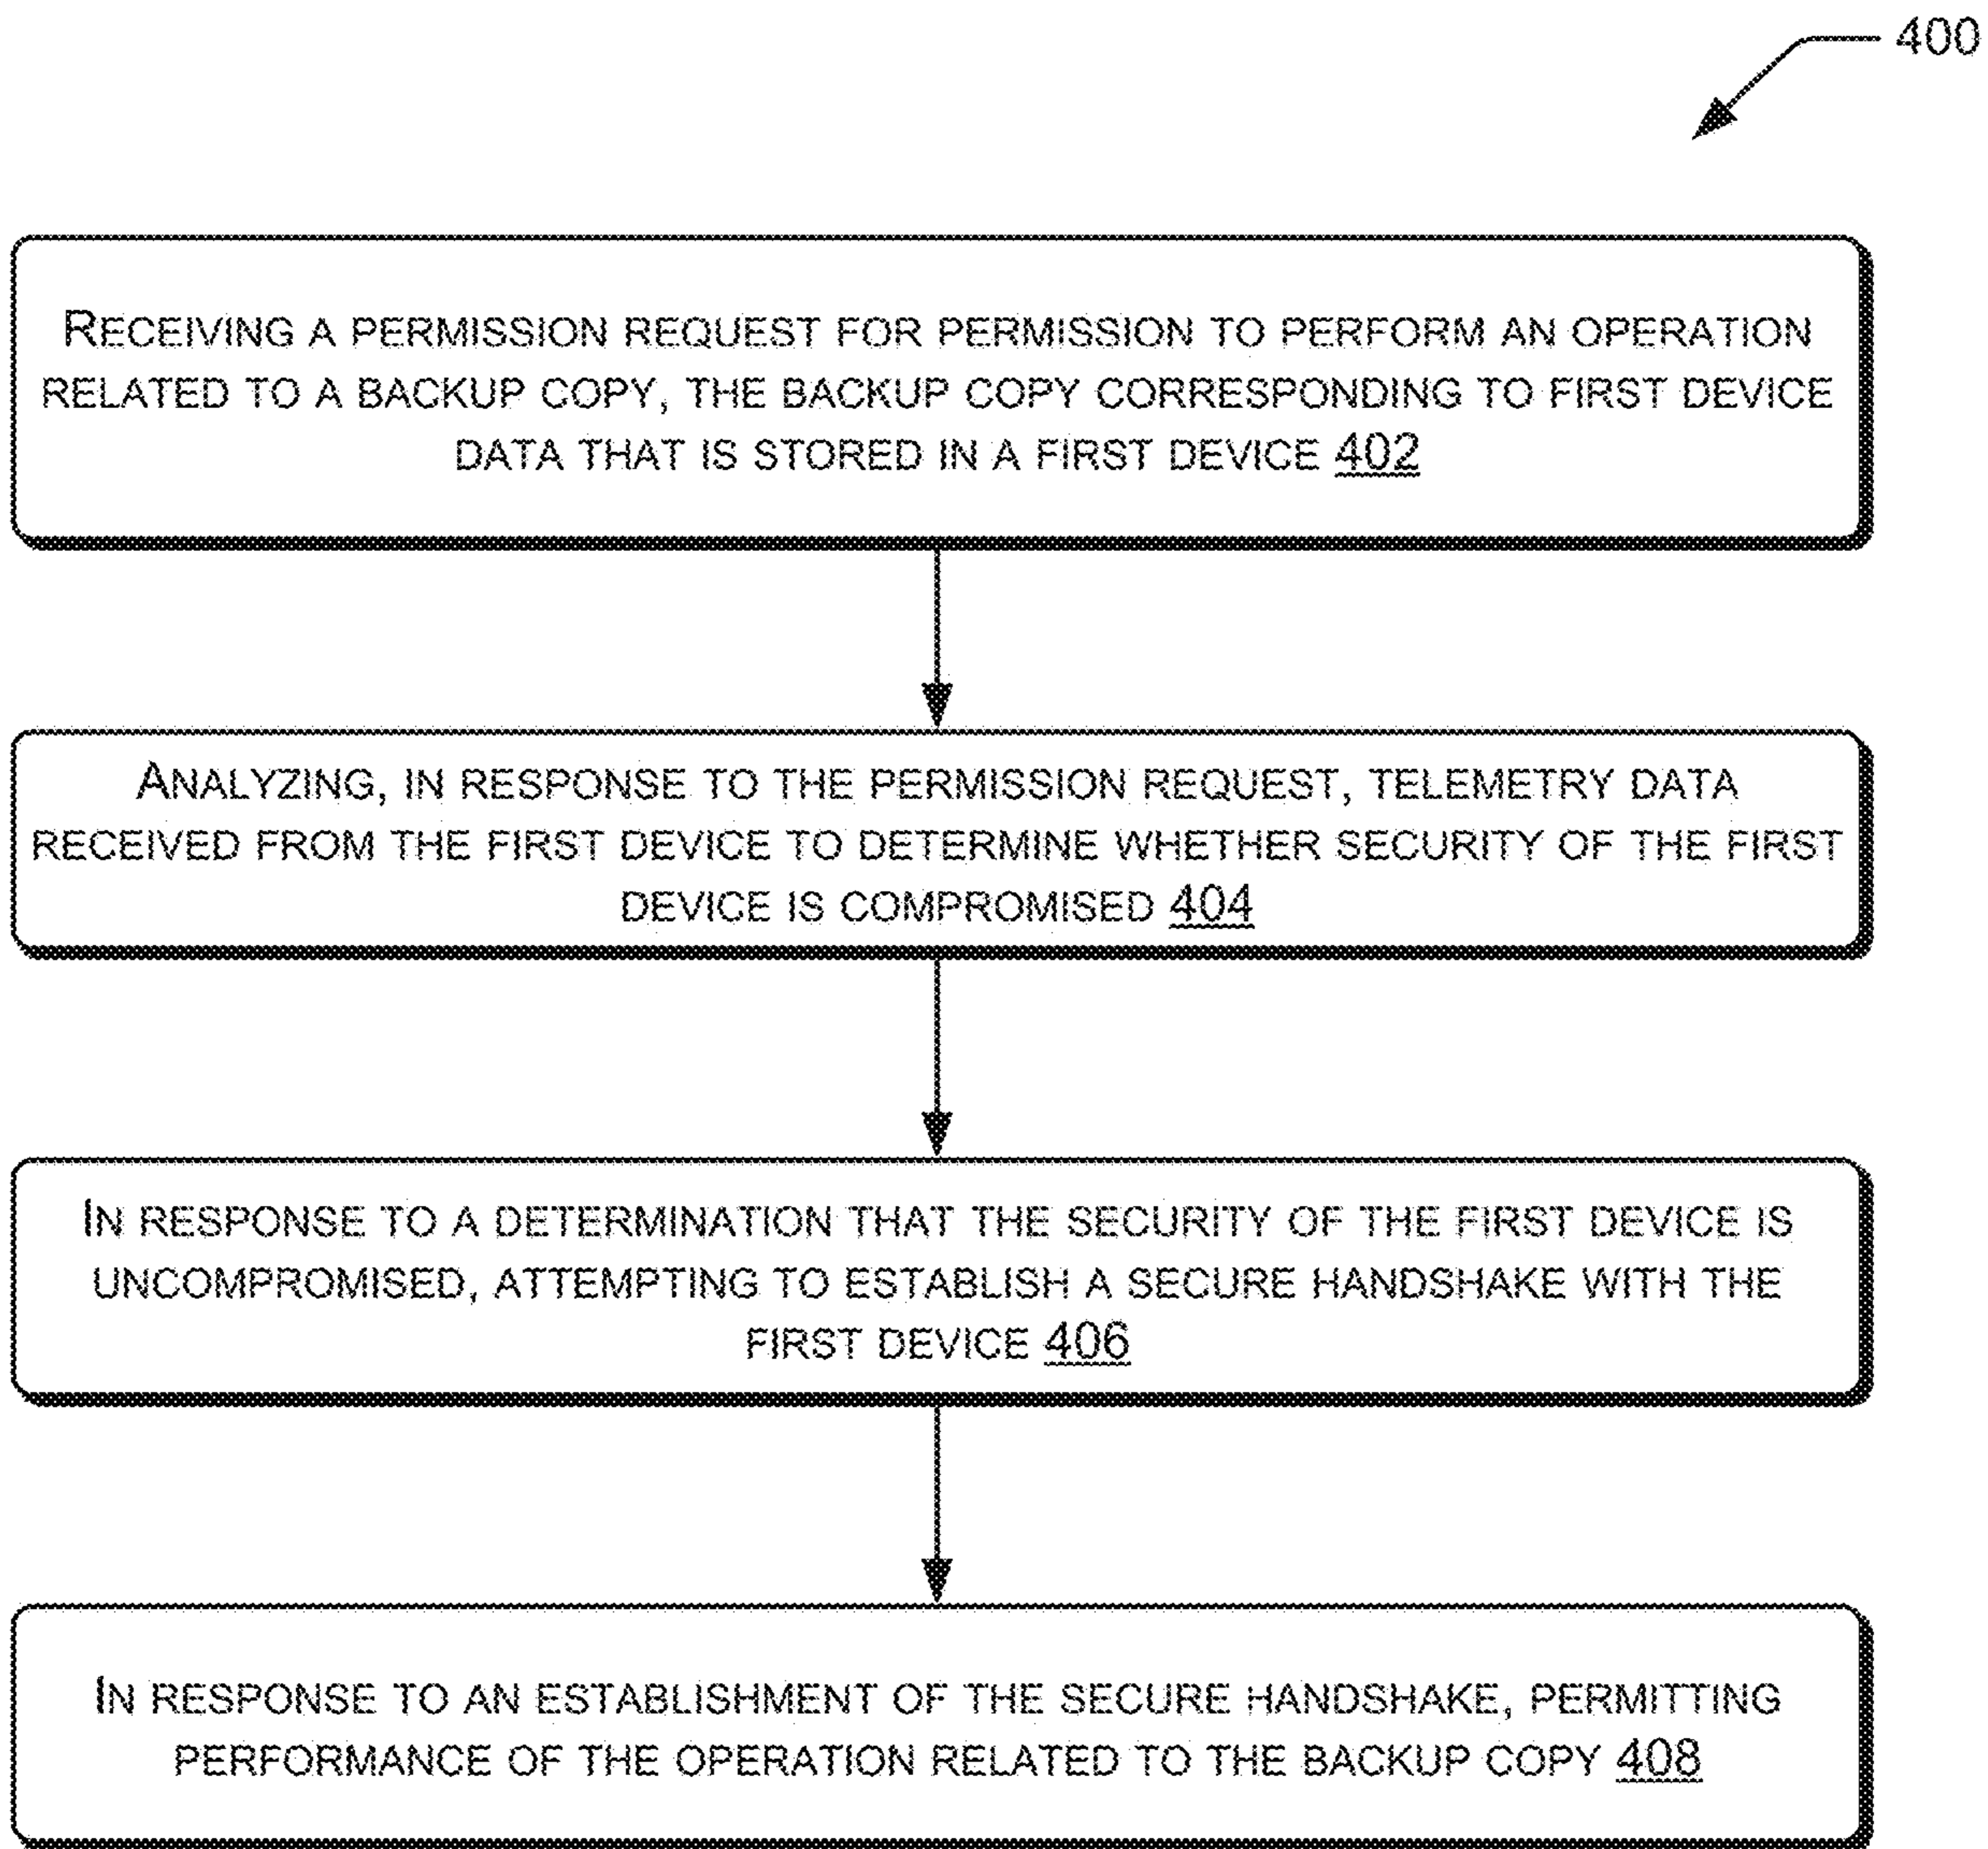 400
RECEIVING A PERMISSION REQUEST FOR PERMISSION TO PERFORM AN OPERATION
RELATED TO A BACKUP COPY, THE BACKUP COPY CORRESPONDING TO FIRST DEVICE
DATA THAT IS STORED IN A FIRST DEVICE 402
ANALYZING, IN RESPONSE TO THE PERMISSION REQUEST, TELEMETRY DATA
RECEIVED FROM THE FIRST DEVICE TO DETERMINE WHETHER SECURITY OF THE FIRST
DEVICE IS COMPROMISED 404
IN RESPONSE TO A DETERMINATION THAT THE SECURITY OF THE FIRST DEVICE IS
UNCOMPROMISED, ATTEMPTING TO ESTABLISH A SECURE HANDSHAKE WITH THE
FIRST DEVICE 406
IN RESPONSE TO AN ESTABLISHMENT OF THE SECURE HANDSHAKE, PERMITTING
PERFORMANCE OF THE OPERATION RELATED TO THE BACKUP COPY 408